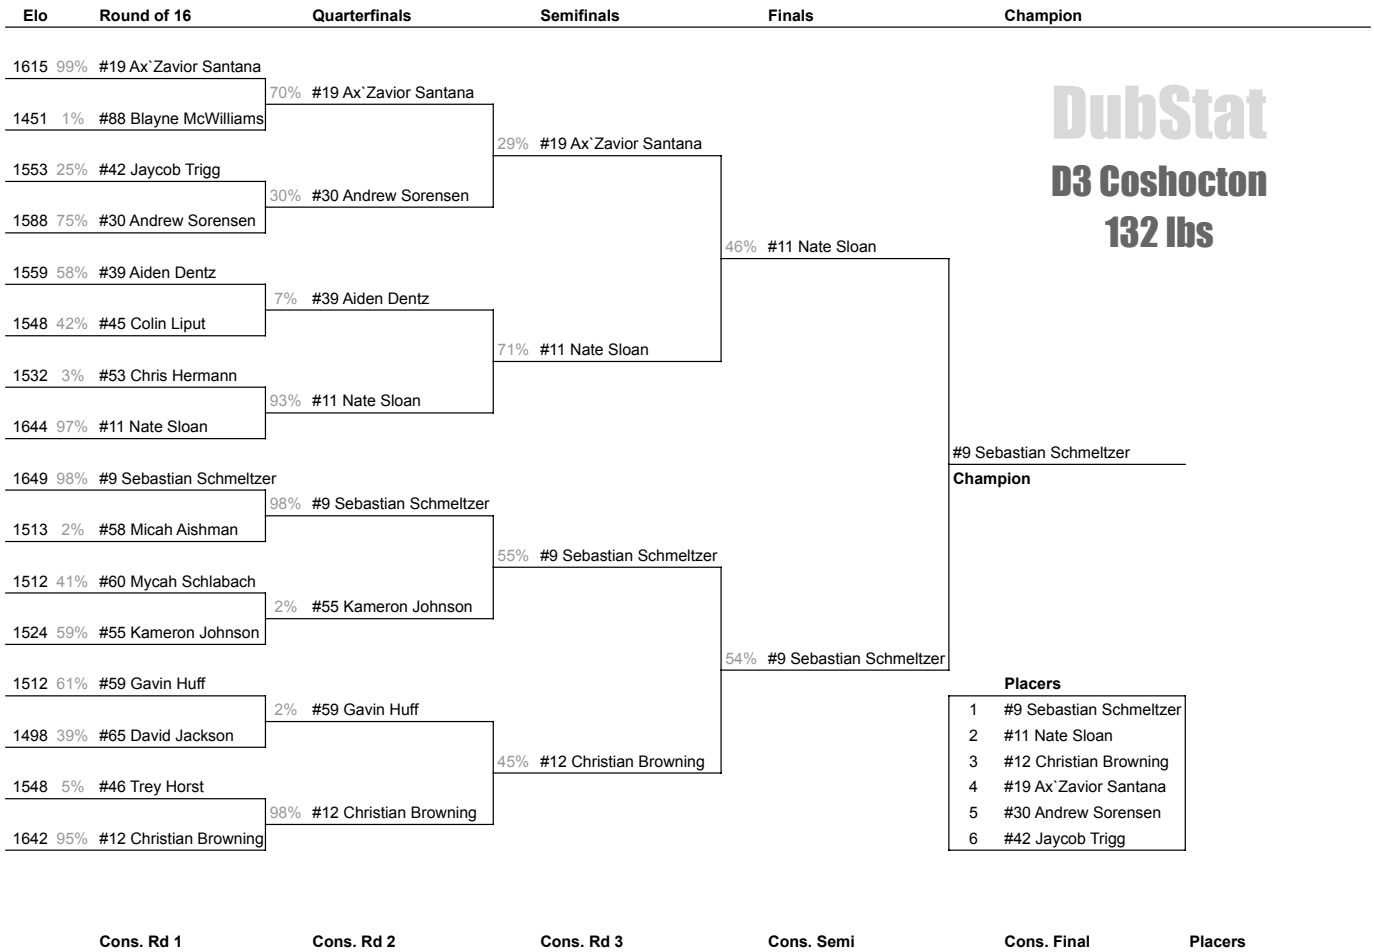 Elo Round of 16 Quarterfinals Semifinals Finals Champion
1615 99% #19 Ax`Zavior Santana
70% #19 Ax`Zavior Santana
1451 1% #88 Blayne McWilliams
29% #19 Ax`Zavior Santana
1553 25% #42 Jaycob Trigg
30% #30 Andrew Sorensen
1588 75% #30 Andrew Sorensen
46% #11 Nate Sloan
1559 58% #39 Aiden Dentz
7% #39 Aiden Dentz
1548 42% #45 Colin Liput
71% #11 Nate Sloan
1532 3% #53 Chris Hermann
93% #11 Nate Sloan
1644 97% #11 Nate Sloan
#9 Sebastian Schmeltzer
Champion
1649 98% #9 Sebastian Schmeltzer
98% #9 Sebastian Schmeltzer
1513 2% #58 Micah Aishman
55% #9 Sebastian Schmeltzer
1512 41% #60 Mycah Schlabach
2% #55 Kameron Johnson
1524 59% #55 Kameron Johnson
54% #9 Sebastian Schmeltzer
1512 61% #59 Gavin Huff
2% #59 Gavin Huff
1498 39% #65 David Jackson
45% #12 Christian Browning
1548 5% #46 Trey Horst
98% #12 Christian Browning
1642 95% #12 Christian Browning
DubStat
D3 Coshocton
132 lbs
Placers
1 #9 Sebastian Schmeltzer
2 #11 Nate Sloan
3 #12 Christian Browning
4 #19 Ax`Zavior Santana
5 #30 Andrew Sorensen
6 #42 Jaycob Trigg
Cons. Rd 1 Cons. Rd 2 Cons. Rd 3 Cons. Semi Cons. Final Placers